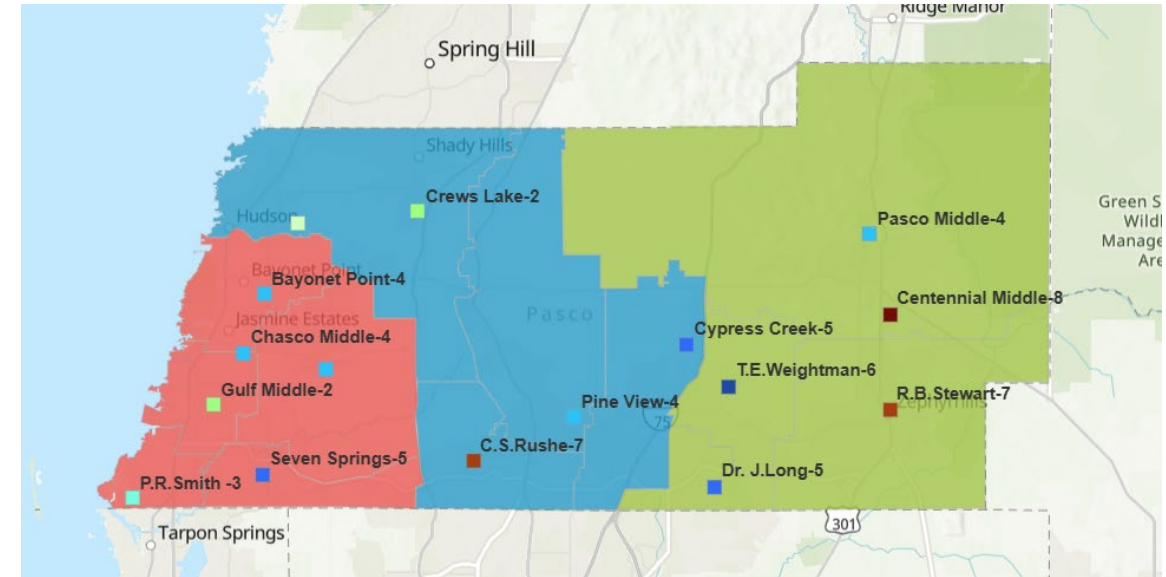 Ridge Manor
Spring Hill
Shady Hills
Crews Lake-2
Green S
Wildl
Manage
Are
Hudson
Pasco Middle-4
Bayonet Point
Bayonet Point-4
Centennial Middle-8
Pasco
Jasmine Estates
Cypress Creek-5
Chasco Middle-4
T.E.Weightman-6
Gulf Middle-2
Pine View-4
R.B.Stewart-7
Zephyrhills
75
C.S.Rushe-7
Seven Springs-5
Dr. J.Long-5
P.R.Smith -3
301
Tarpon Springs